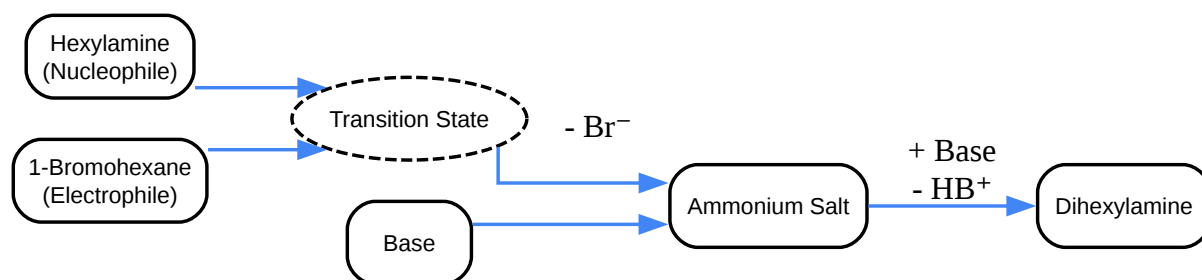 Hexylamine
(Nucleophile)
1-Bromohexane
(Electrophile)
Transition State
- Br⁻
Base
Ammonium Salt
+ Base
- HB⁺
Dihexylamine